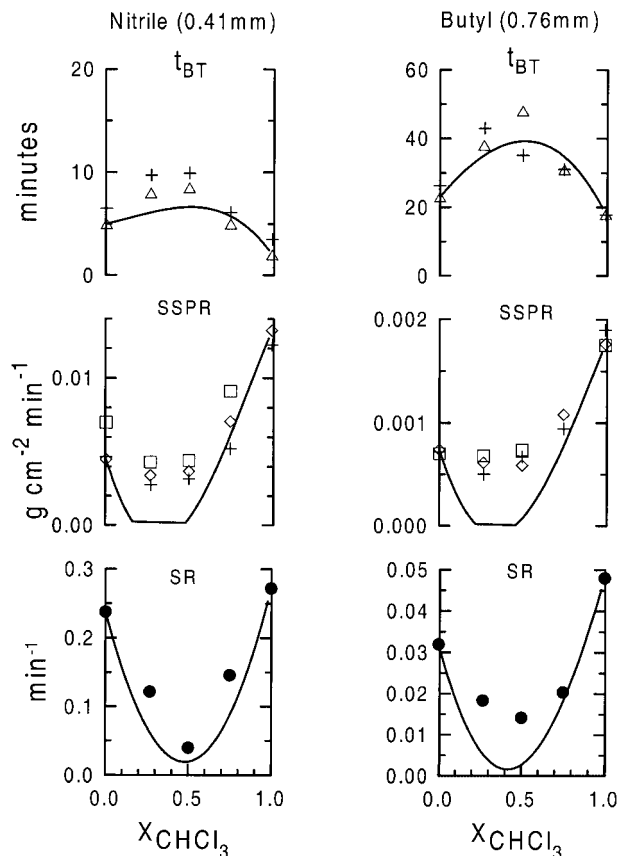 Nitrile (0.41mm)
t_BT
20
10
0
minutes
SSPR
0.01
0.00
g cm⁻² min⁻¹
SR
0.3
0.2
0.1
0.0
min⁻¹
0.0 0.5 1.0
X_CHCl₃
Butyl (0.76mm)
t_BT
60
40
20
0
SSPR
0.002
0.001
0.000
SR
0.05
0.04
0.03
0.02
0.01
0.00
0.0 0.5 1.0
X_CHCl₃